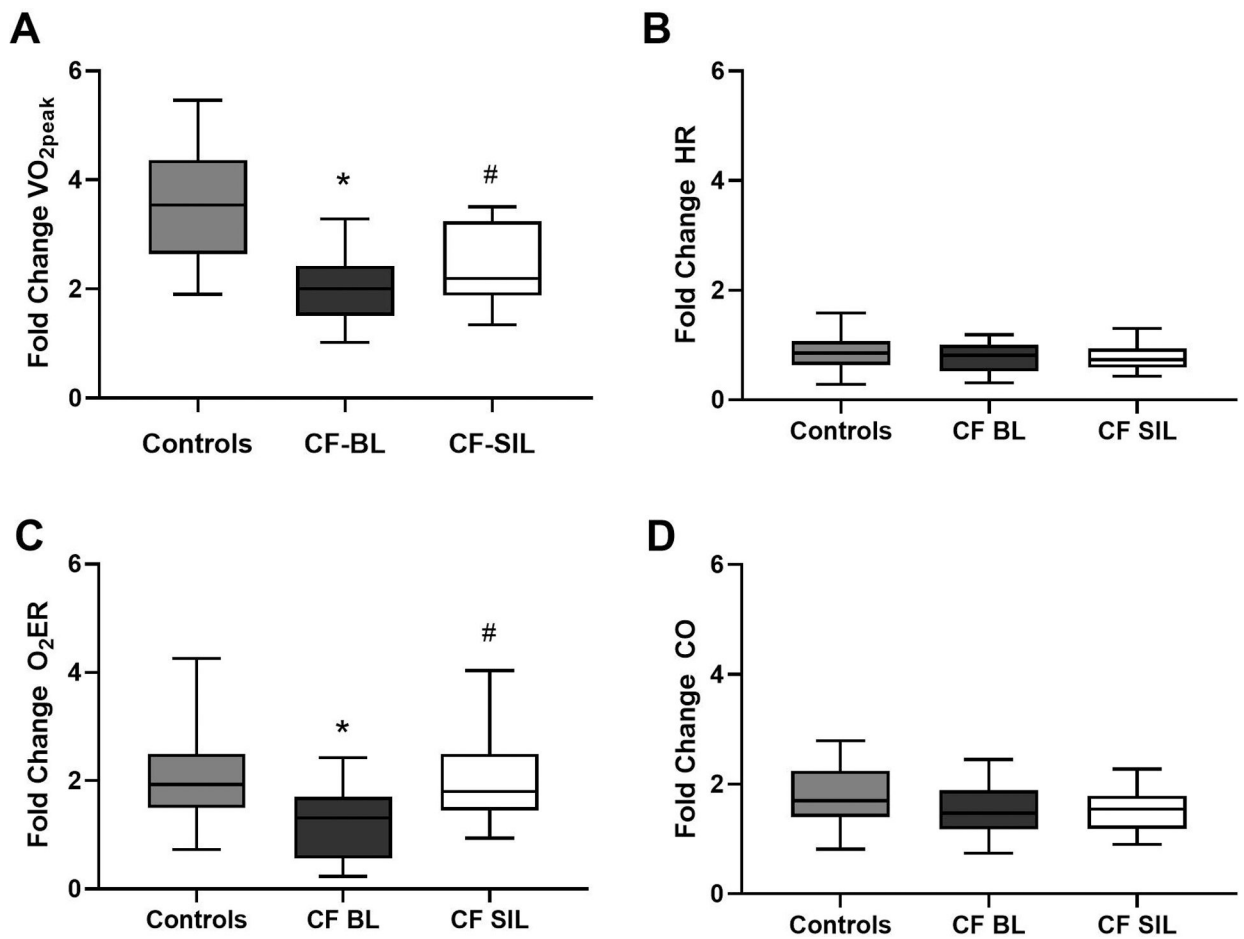 A
Fold Change VO2peak
6
4
2
0
*
#
Controls CF-BL CF-SIL
B
Fold Change HR
6
4
2
0
Controls CF BL CF SIL
C
Fold Change O2ER
6
4
2
0
*
#
Controls CF BL CF SIL
D
Fold Change CO
6
4
2
0
Controls CF BL CF SIL